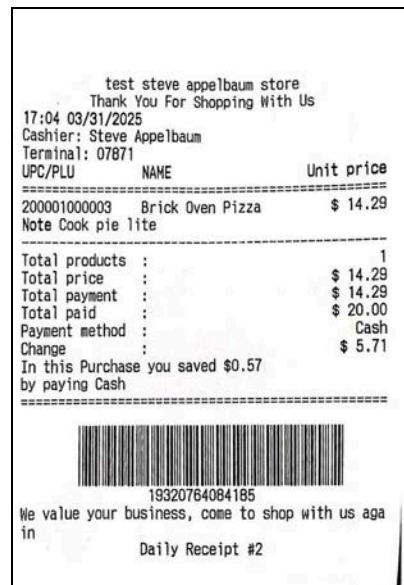 test steve appelbaum store
Thank You For Shopping With Us
17:04 03/31/2025
Cashier: Steve Appelbaum
Terminal: 07871
UPC/PLU NAME Unit price
200001000003 Brick Oven Pizza $ 14.29
Note Cook pie lite
Total products : 1
Total price : $ 14.29
Total payment : $ 14.29
Total paid : $ 20.00
Payment method : Cash
Change : $ 5.71
In this Purchase you saved $0.57
by paying Cash
19320764084185
We value your business, come to shop with us aga
in
Daily Receipt #2